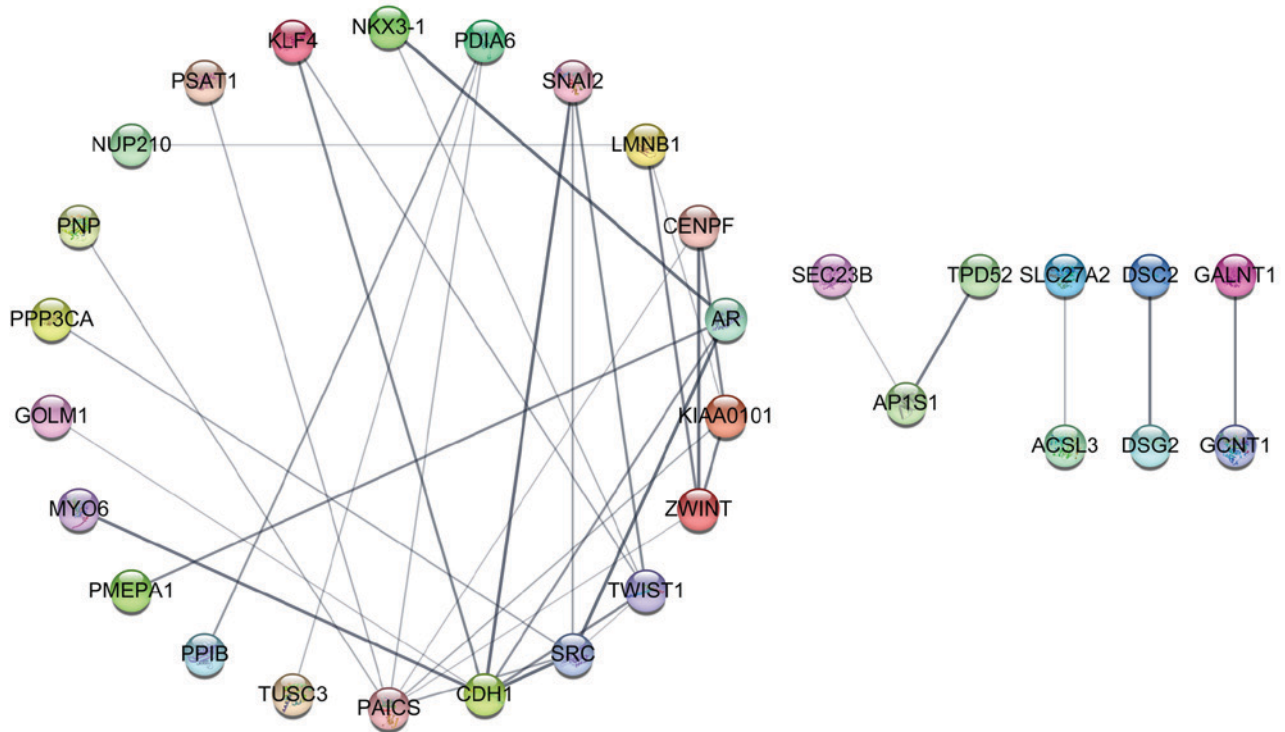 NKX3-1
KLF4
PDIA6
PSAT1
SNAI2
NUP210
LMNB1
PNP
CENPF
SEC23B
TPD52
SLC27A2
DSC2
GALNT1
PPP3CA
AR
GOLM1
KIAA0101
AP1S1
ACSL3
DSG2
GCNT1
MYO6
ZWINT
PMEPA1
TWIST1
PPIB
SRC
TUSC3
CDH1
PAICS